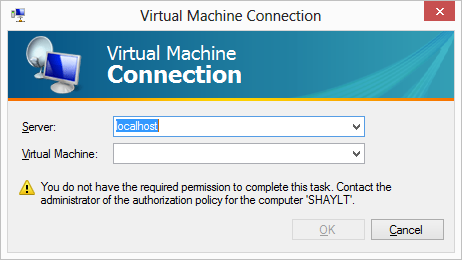 Virtual Machine Connection
Virtual Machine
Connection
Server: localhost
Virtual Machine:
You do not have the required permission to complete this task. Contact the
administrator of the authorization policy for the computer 'SHAYLT'.
OK Cancel